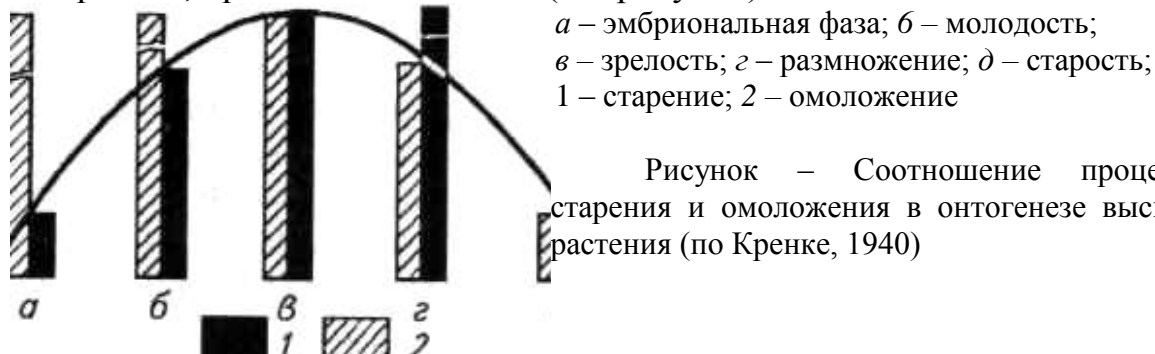 а – эмбриональная фаза; б – молодость;
в – зрелость; г – размножение; д – старость;
1 – старение; 2 – омоложение
Рисунок – Соотношение
старения и омоложения в онтогенезе
растения (по Кренке, 1940)
а б в г
1 2